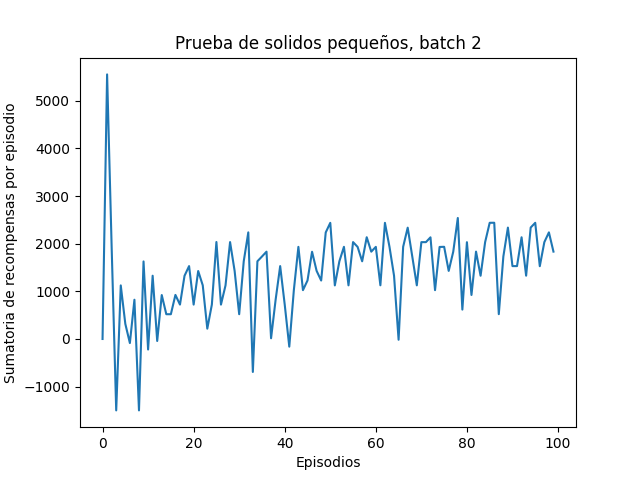 Prueba de solidos pequeños, batch 2
Sumatoria de recompensas por episodio
5000
4000
3000
2000
1000
0
−1000
0 20 40 60 80 100
Episodios